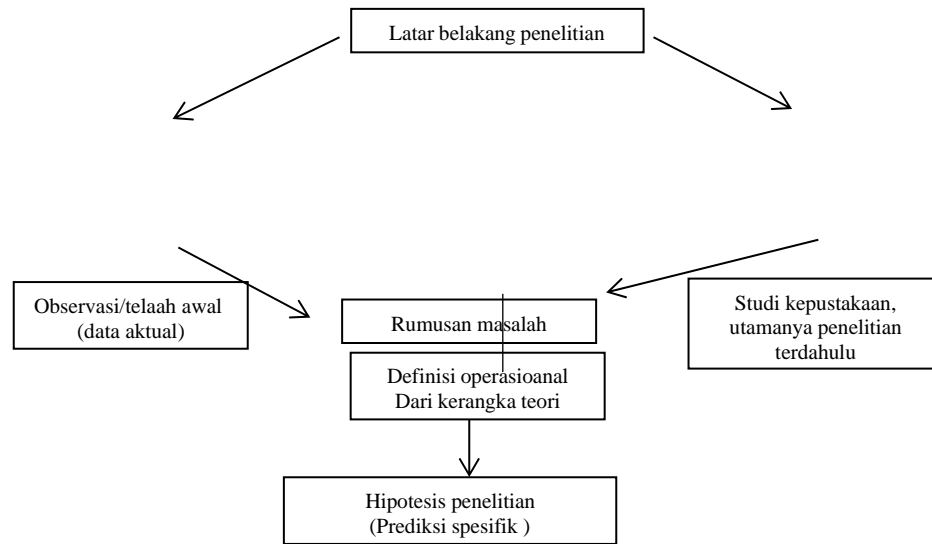 Latar belakang penelitian
Observasi/telaah awal
(data aktual)
Studi kepustakaan,
utamanya penelitian
terdahulu
Rumusan masalah
Definisi operasioanal
Dari kerangka teori
Hipotesis penelitian
(Prediksi spesifik )